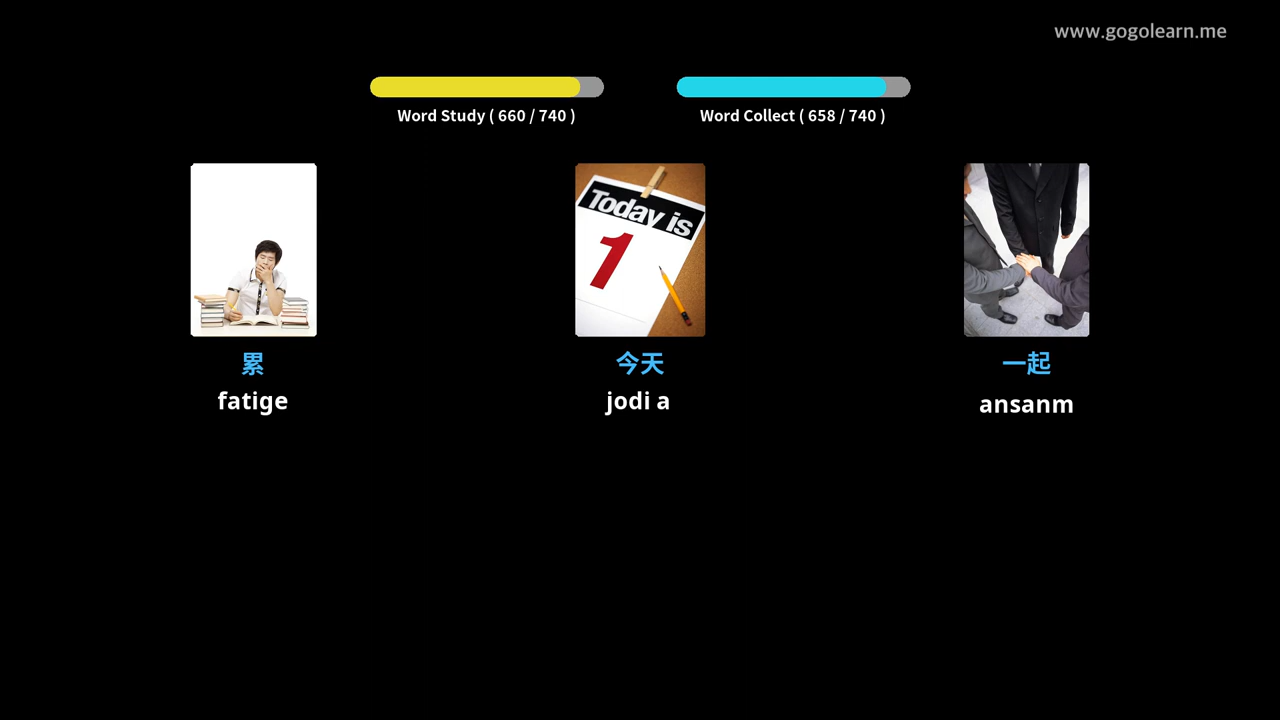 www.gogolearn.me
Word Study ( 660 / 740 )
Word Collect ( 658 / 740 )
Today is
1
累
今天
一起
fatige
jodi a
ansanm